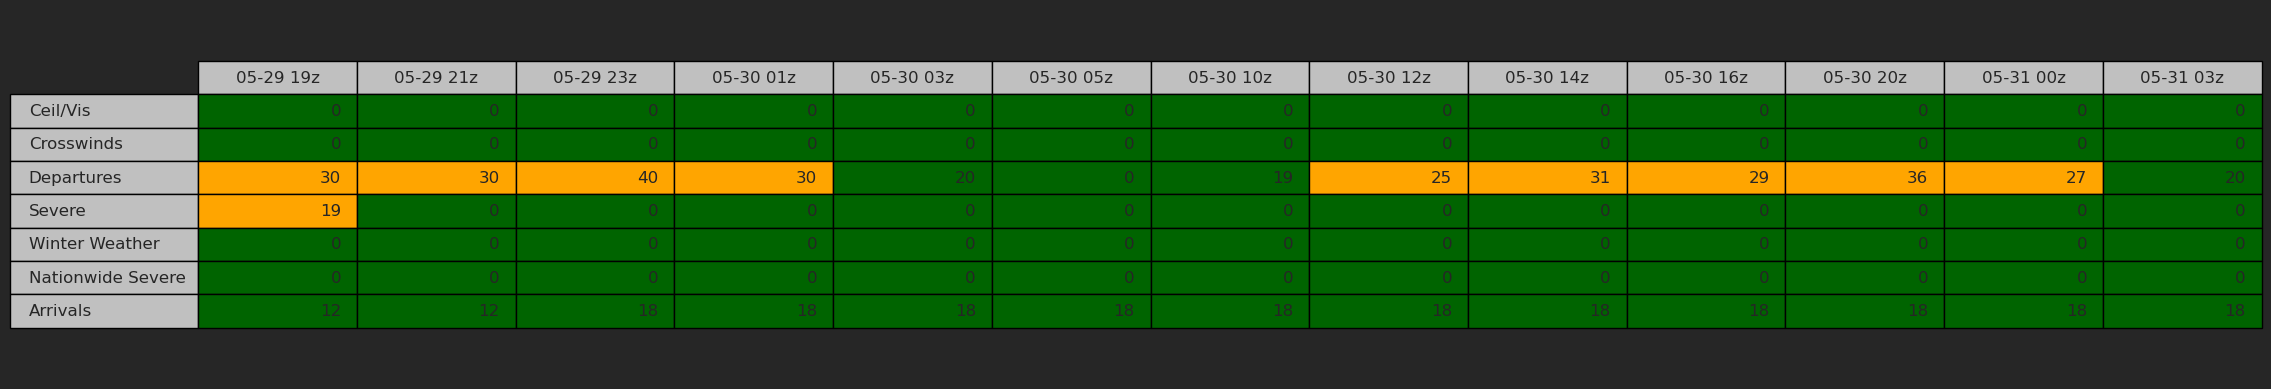 05-29 19z 05-29 21z 05-29 23z 05-30 01z 05-30 03z 05-30 05z 05-30 10z 05-30 12z 05-30 14z 05-30 16z 05-30 20z 05-31 00z 05-31 03z
Ceil/Vis 0 0 0 0 0 0 0 0 0 0 0 0 0
Crosswinds 0 0 0 0 0 0 0 0 0 0 0 0 0
Departures 30 30 40 30 20 0 19 25 31 29 36 27 20
Severe 19 0 0 0 0 0 0 0 0 0 0 0 0
Winter Weather 0 0 0 0 0 0 0 0 0 0 0 0 0
Nationwide Severe 0 0 0 0 0 0 0 0 0 0 0 0 0
Arrivals 12 12 18 18 18 18 18 18 18 18 18 18 18